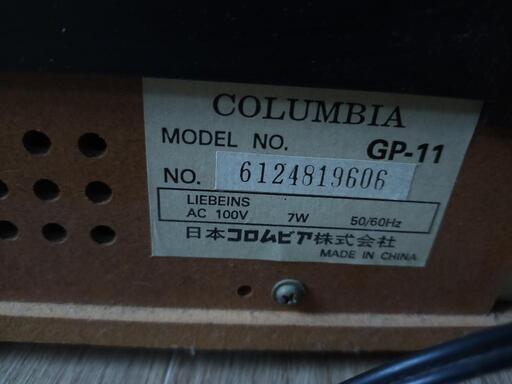 COLUMBIA
MODEL NO. GP-11
NO. 6124819606
LIEBEINS
AC 100V 7W 50/60Hz
日本コロムビア株式会社
MADE IN CHINA